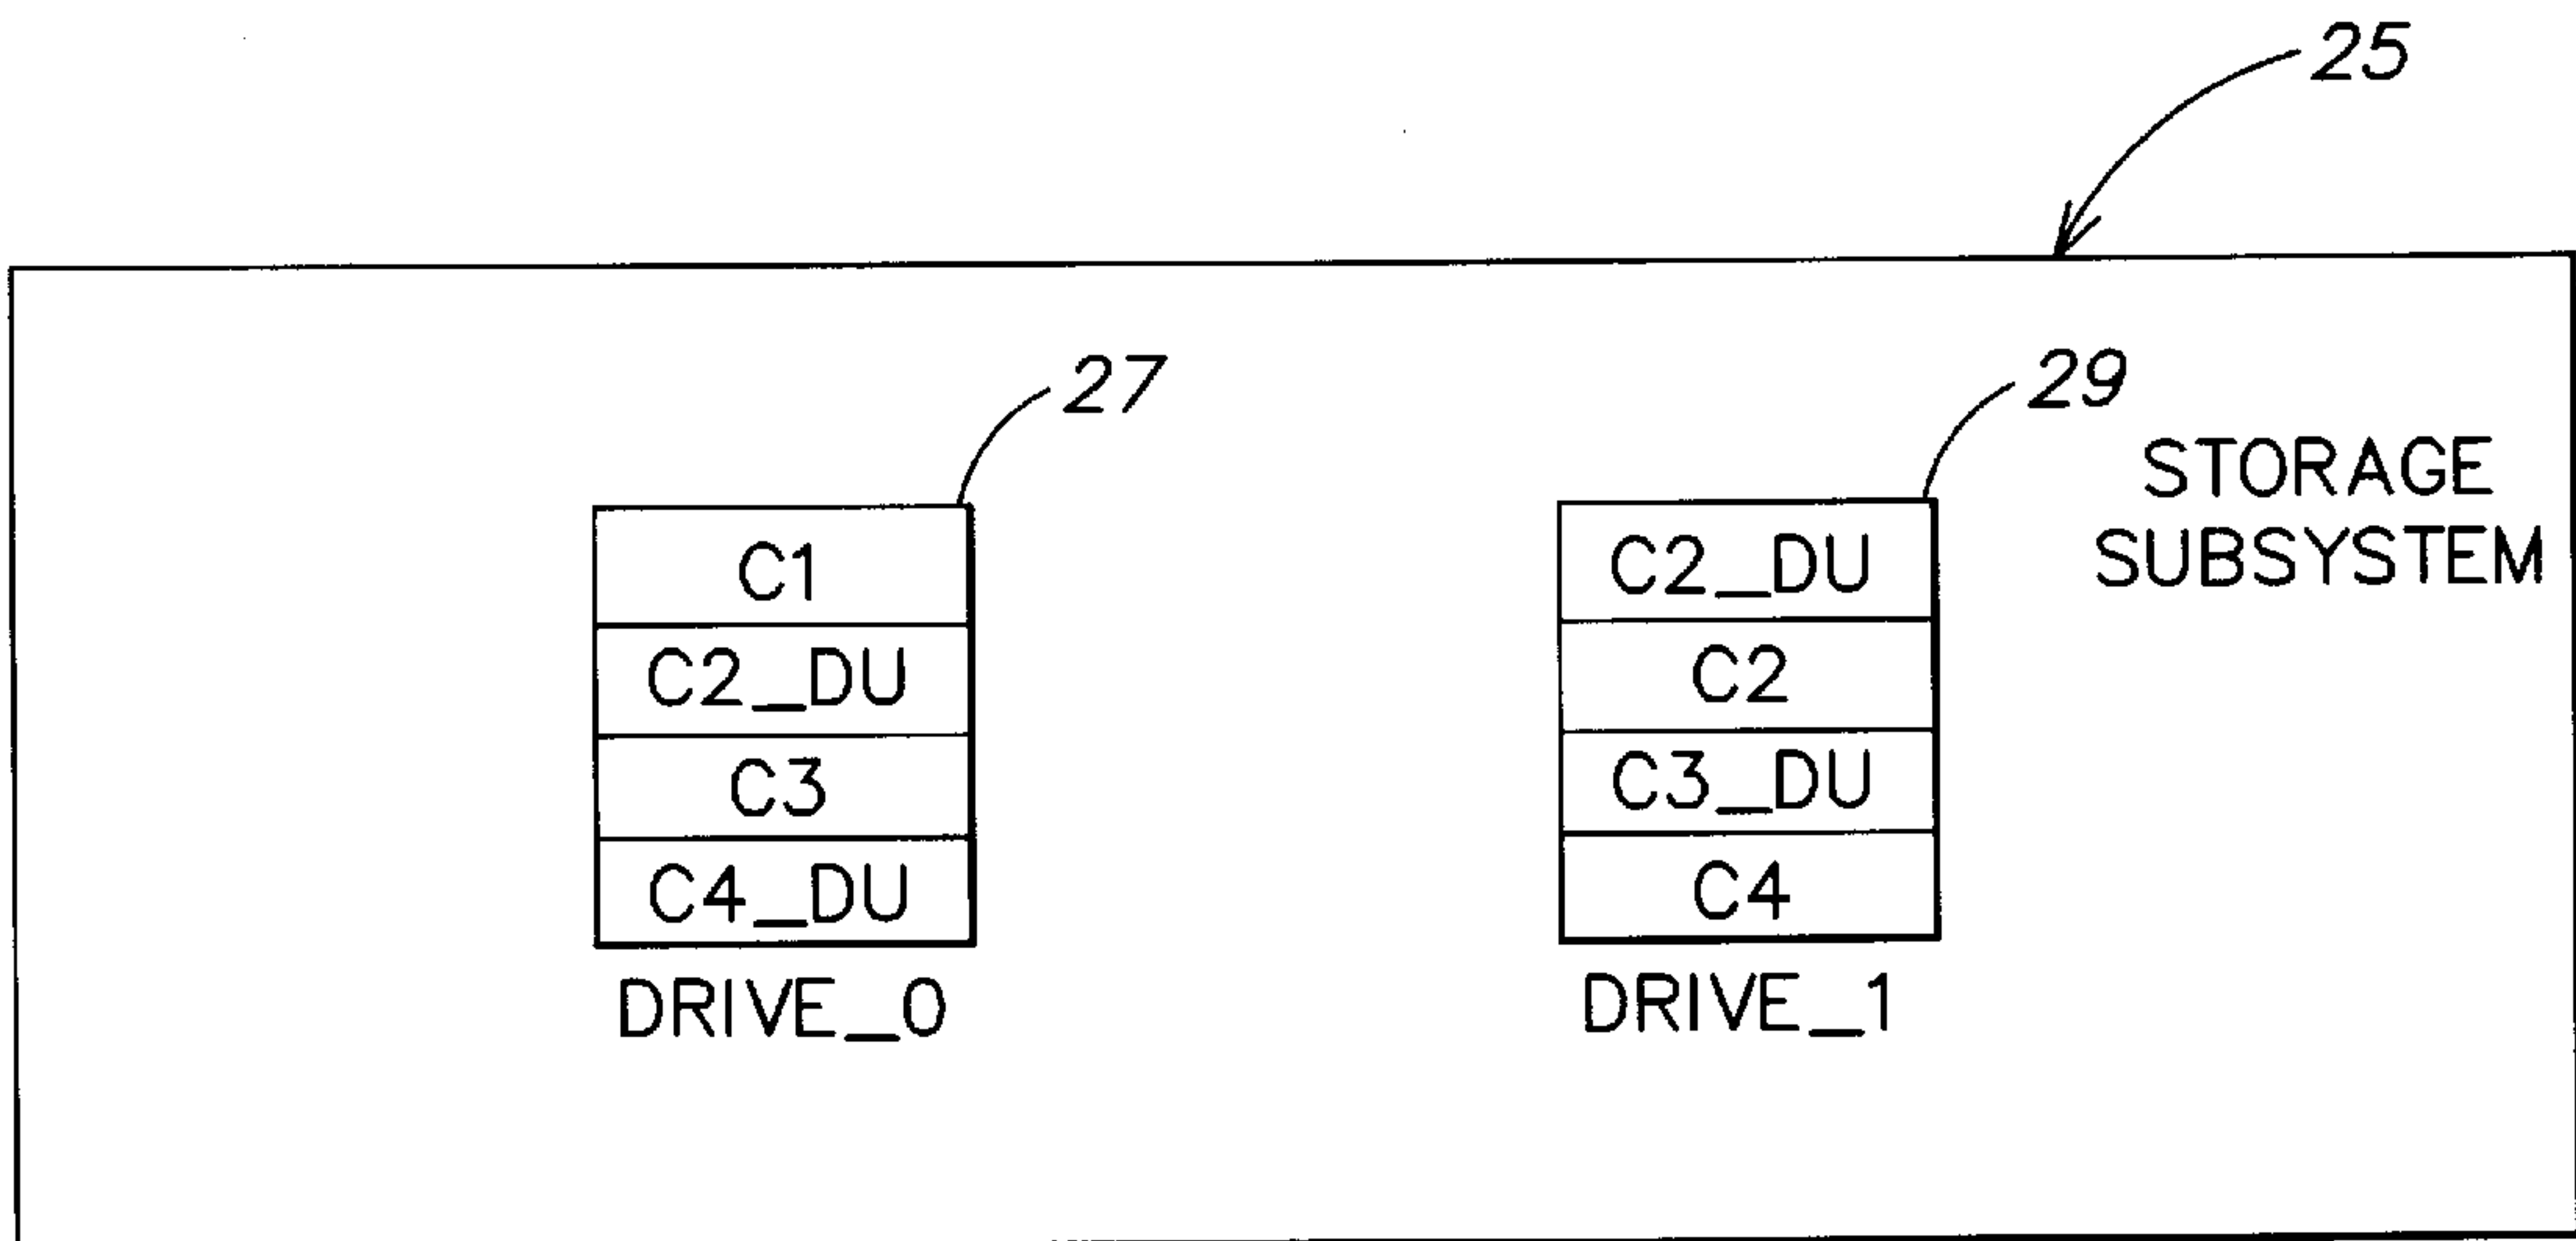 25
27
29
STORAGE
SUBSYSTEM
C1
C2_DU
C3
C4_DU
DRIVE_0
C2_DU
C2
C3_DU
C4
DRIVE_1